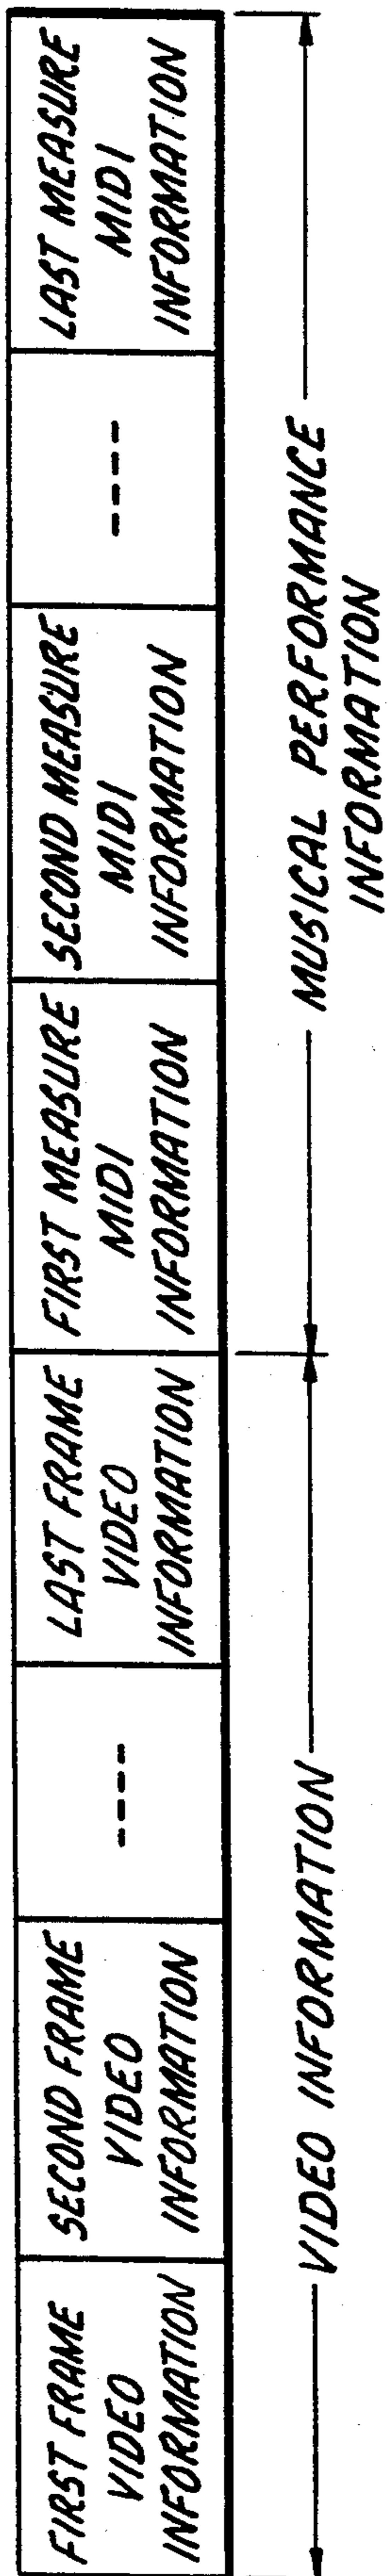 FIRST FRAME
VIDEO
INFORMATION
SECOND FRAME
VIDEO
INFORMATION
----
LAST FRAME
VIDEO
INFORMATION
FIRST MEASURE
MIDI
INFORMATION
SECOND MEASURE
MIDI
INFORMATION
----
LAST MEASURE
MIDI
INFORMATION
VIDEO INFORMATION
MUSICAL PERFORMANCE
INFORMATION